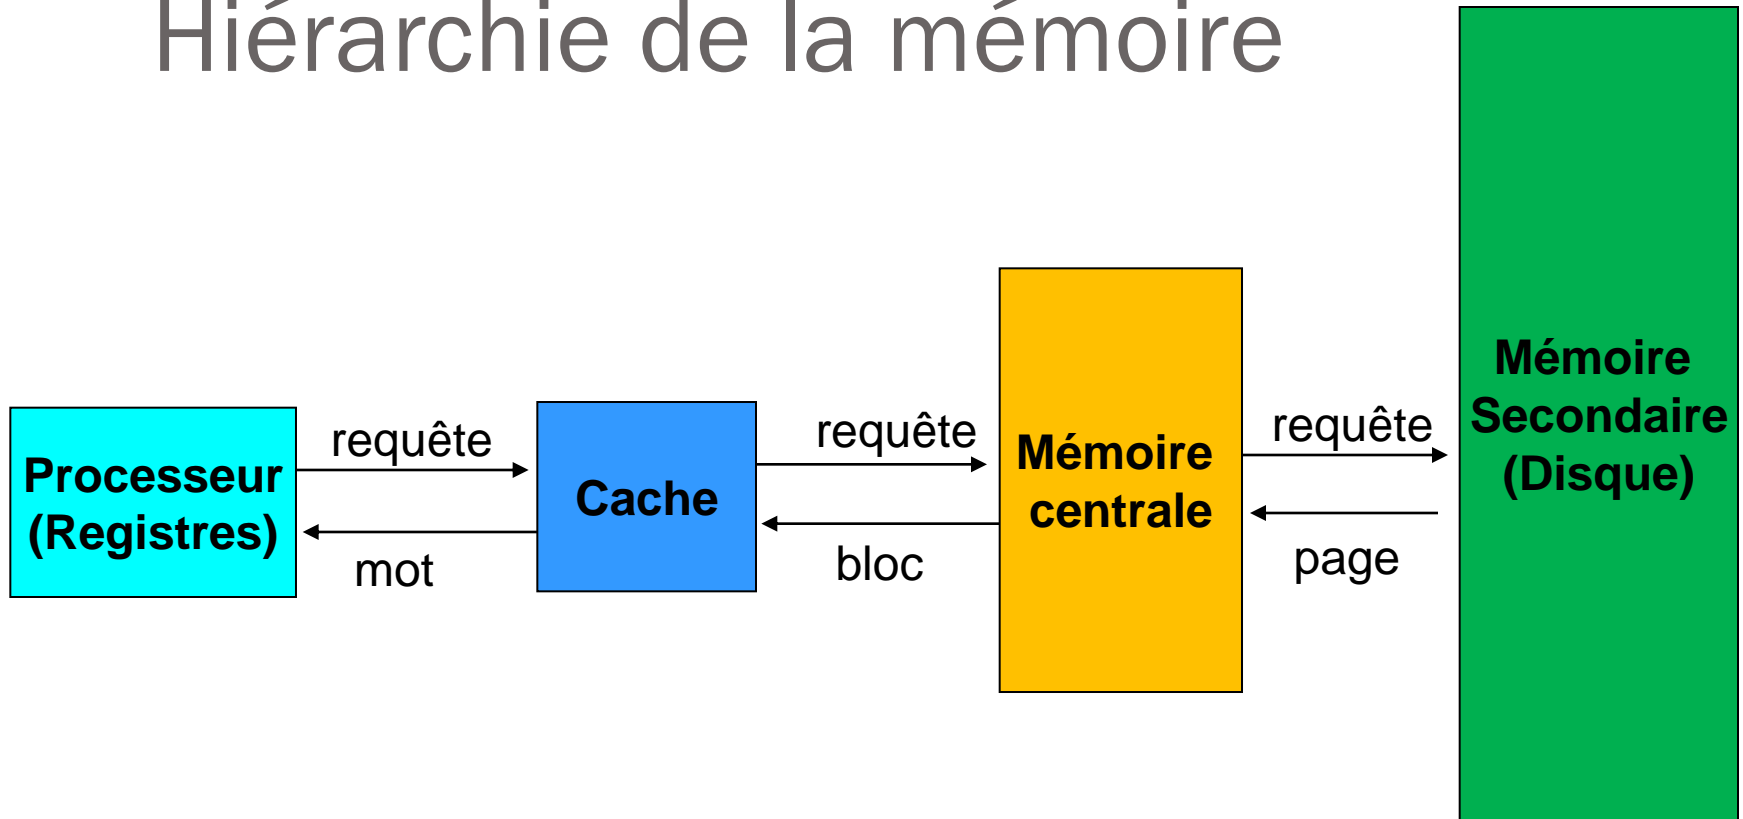 Hiérarchie de la mémoire
Processeur
(Registres)
requête
mot
Cache
requête
bloc
Mémoire
centrale
requête
page
Mémoire
Secondaire
(Disque)